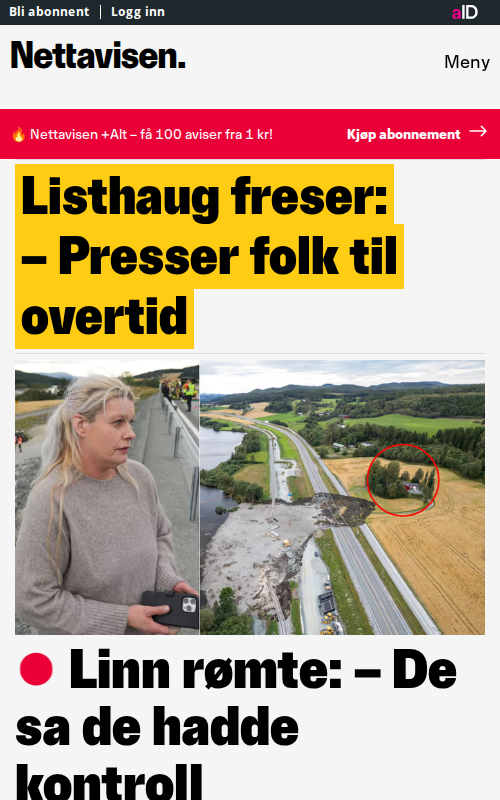 Bli abonnent | Logg inn
aID
Nettavisen.
Meny
🔥 Nettavisen +Alt – få 100 aviser fra 1 kr!
Kjøp abonnement →
Listhaug freser:
– Presser folk til
overtid
Linn rømte: – De
sa de hadde
kontroll